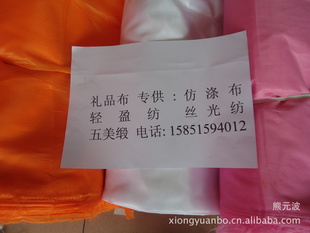 礼品布 专供：仿涤布
轻盈纺 丝光纺
五美缎 电话:15851594012
熊元波
xiongyuanbo.cn.alibaba.com